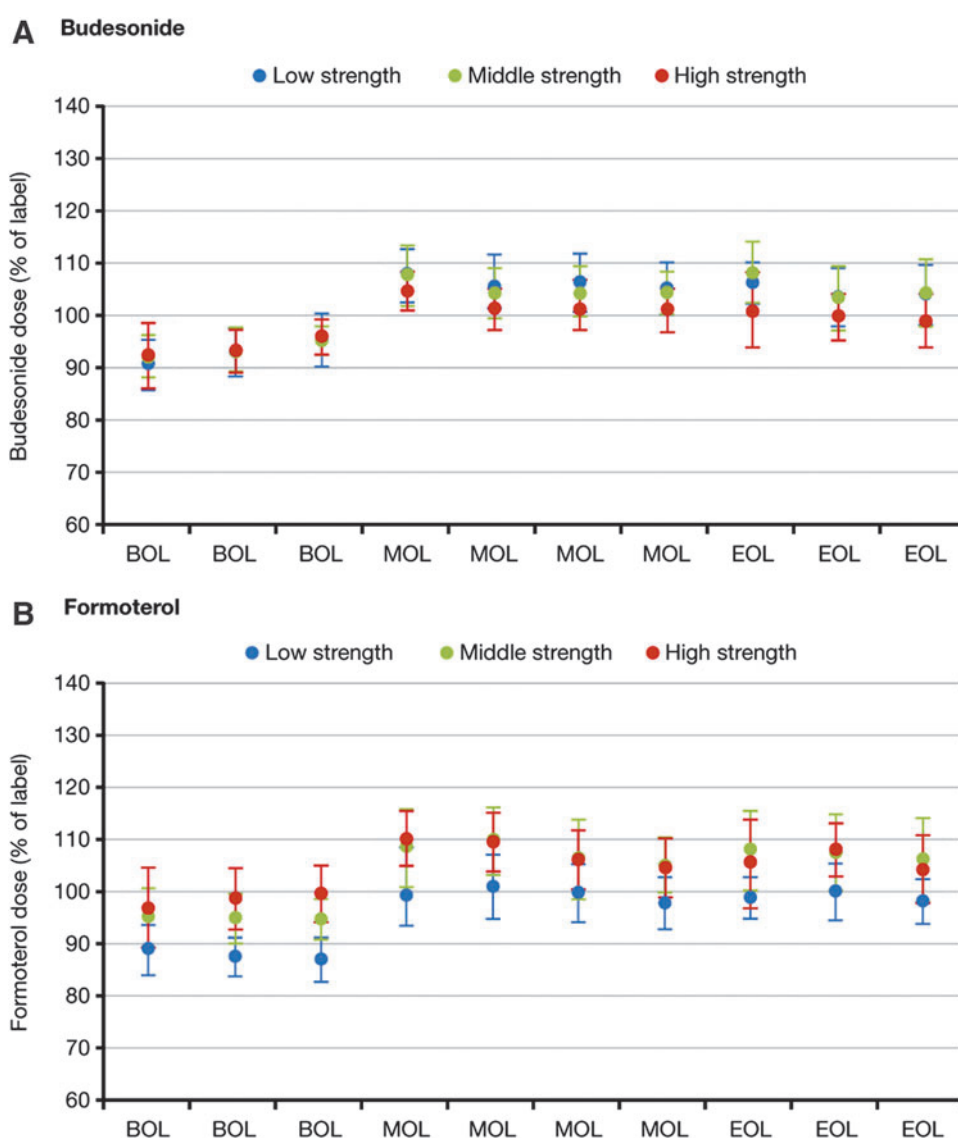 A Budesonide
Low strength Middle strength High strength
140
130
120
110
100
90
80
70
60
Budesonide dose (% of label)
BOL BOL BOL MOL MOL MOL MOL EOL EOL EOL
B Formoterol
Low strength Middle strength High strength
140
130
120
110
100
90
80
70
60
Formoterol dose (% of label)
BOL BOL BOL MOL MOL MOL MOL EOL EOL EOL